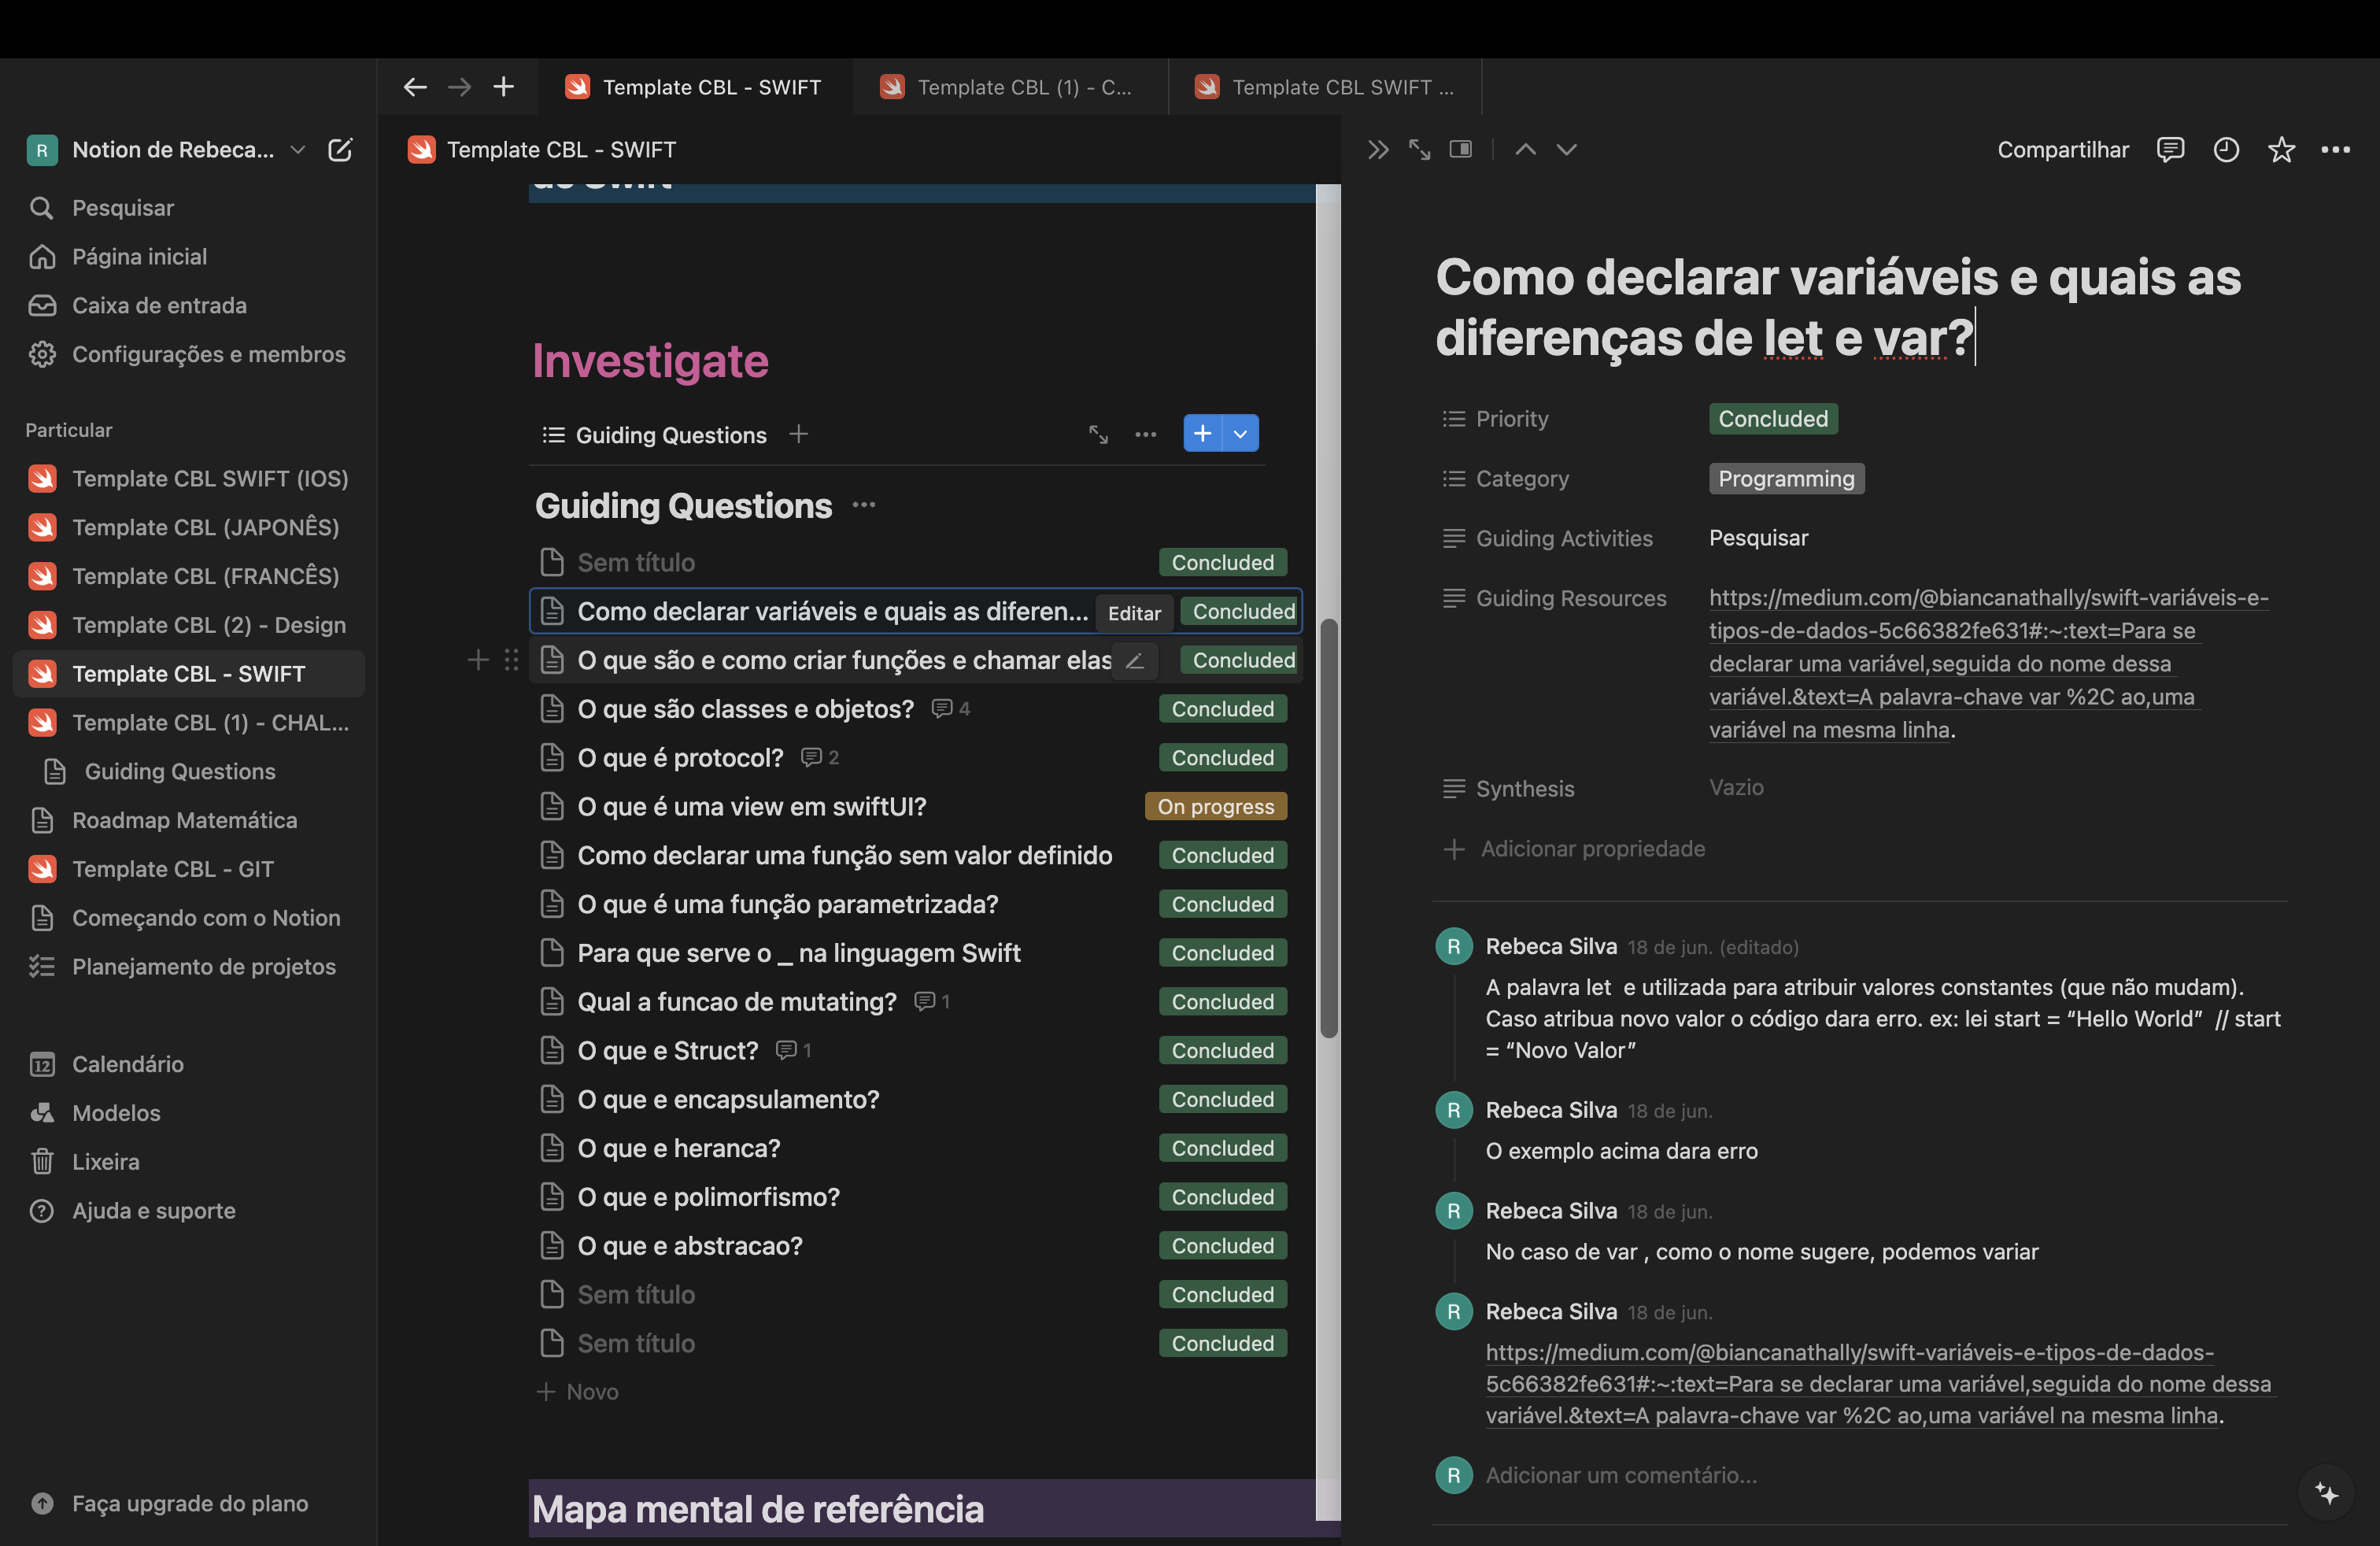 Template CBL - SWIFT
Template CBL (1) - C...
Template CBL SWIFT ...
R
Notion de Rebeca...
Pesquisar
Página inicial
Caixa de entrada
Configurações e membros
Particular
Template CBL SWIFT (IOS)
Template CBL (JAPONÊS)
Template CBL (FRANCÊS)
Template CBL (2) - Design
Template CBL - SWIFT
Template CBL (1) - CHAL...
Guiding Questions
Roadmap Matemática
Template CBL - GIT
Começando com o Notion
Planejamento de projetos
12
Calendário
Modelos
Lixeira
Ajuda e suporte
Faça upgrade do plano
Template CBL - SWIFT
Swift
Investigate
Guiding Questions
Guiding Questions
Sem título Concluded
Como declarar variáveis e quais as diferen... Editar Concluded
O que são e como criar funções e chamar elas Concluded
O que são classes e objetos? 4 Concluded
O que é protocol? 2 Concluded
O que é uma view em swiftUI? On progress
Como declarar uma função sem valor definido Concluded
O que é uma função parametrizada? Concluded
Para que serve o _ na linguagem Swift Concluded
Qual a funcao de mutating? 1 Concluded
O que e Struct? 1 Concluded
O que e encapsulamento? Concluded
O que e heranca? Concluded
O que e polimorfismo? Concluded
O que e abstracao? Concluded
Sem título Concluded
Sem título Concluded
Novo
Mapa mental de referência
Compartilhar
Como declarar variáveis e quais as
diferenças de let e var?
Priority Concluded
Category Programming
Guiding Activities Pesquisar
Guiding Resources https://medium.com/@biancanathally/swift-variáveis-e-
tipos-de-dados-5c66382fe631#:~:text=Para se
declarar uma variável,seguida do nome dessa
variável.&text=A palavra-chave var %2C ao,uma
variável na mesma linha.
Synthesis Vazio
Adicionar propriedade
R Rebeca Silva 18 de jun. (editado)
A palavra let  e utilizada para atribuir valores constantes (que não mudam).
Caso atribua novo valor o código dara erro. ex: lei start = “Hello World”  // start
= “Novo Valor”
R Rebeca Silva 18 de jun.
O exemplo acima dara erro
R Rebeca Silva 18 de jun.
No caso de var , como o nome sugere, podemos variar
R Rebeca Silva 18 de jun.
https://medium.com/@biancanathally/swift-variáveis-e-tipos-de-dados-
5c66382fe631#:~:text=Para se declarar uma variável,seguida do nome dessa
variável.&text=A palavra-chave var %2C ao,uma variável na mesma linha.
R Adicionar um comentário...